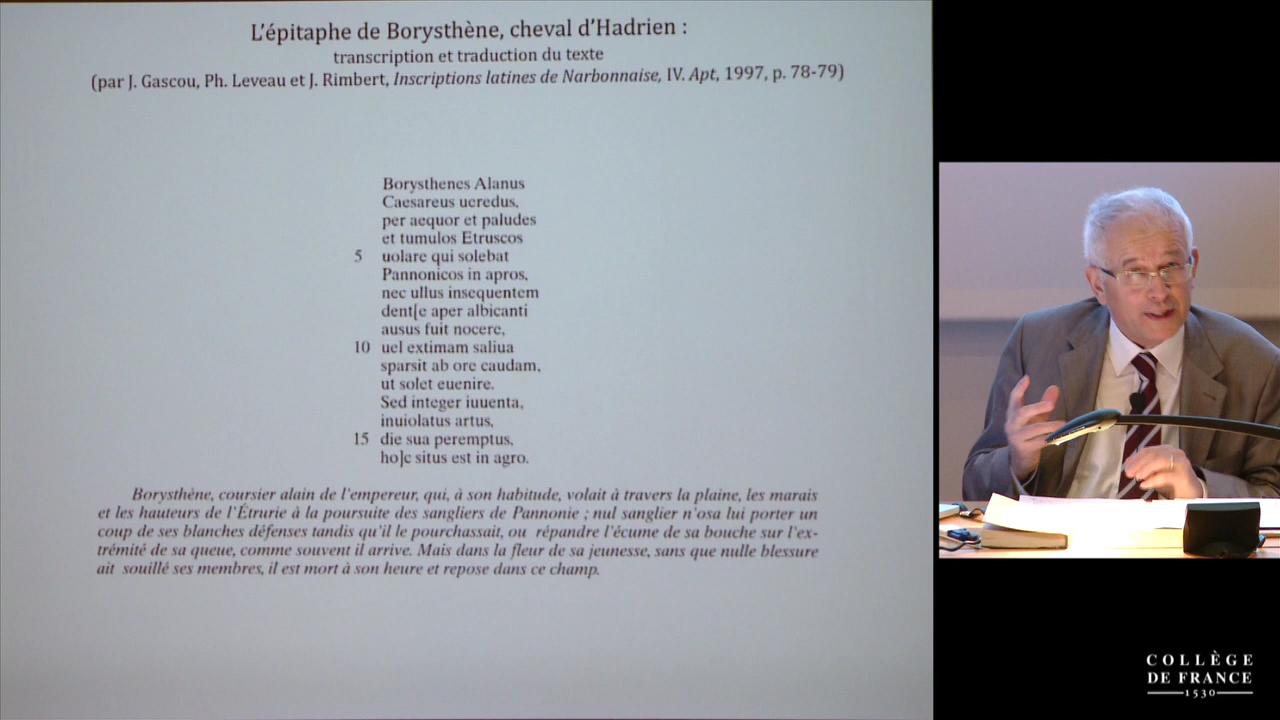 L'épitaphe de Borysthène, cheval d'Hadrien :
transcription et traduction du texte
(par J. Gascou, Ph. Leveau et J. Rimbert, Inscriptions latines de Narbonnaise, IV. Apt, 1997, p. 78-79)
Borysthenes Alanus
Caesareus ueredus,
per aequor et paludes
et tumulos Etruscos
5 uolare qui solebat
Pannonicos in apros,
nec ullus insequentem
dent[e aper albicanti
ausus fuit nocere,
10 uel extimam saliua
sparsit ab ore caudam,
ut solet euenire.
Sed integer iuuenta,
inuiolatus artus,
15 die sua peremptus,
ho]c situs est in agro.
Borysthène, coursier alain de l'empereur, qui, à son habitude, volait à travers la plaine, les marais
et les hauteurs de l'Étrurie à la poursuite des sangliers de Pannonie ; nul sanglier n'osa lui porter un
coup de ses blanches défenses tandis qu'il le pourchassait, ou répandre l'écume de sa bouche sur l'ex-
trémité de sa queue, comme souvent il arrive. Mais dans la fleur de sa jeunesse, sans que nulle blessure
ait souillé ses membres, il est mort à son heure et repose dans ce champ.
COLLÈGE
DE FRANCE
1530